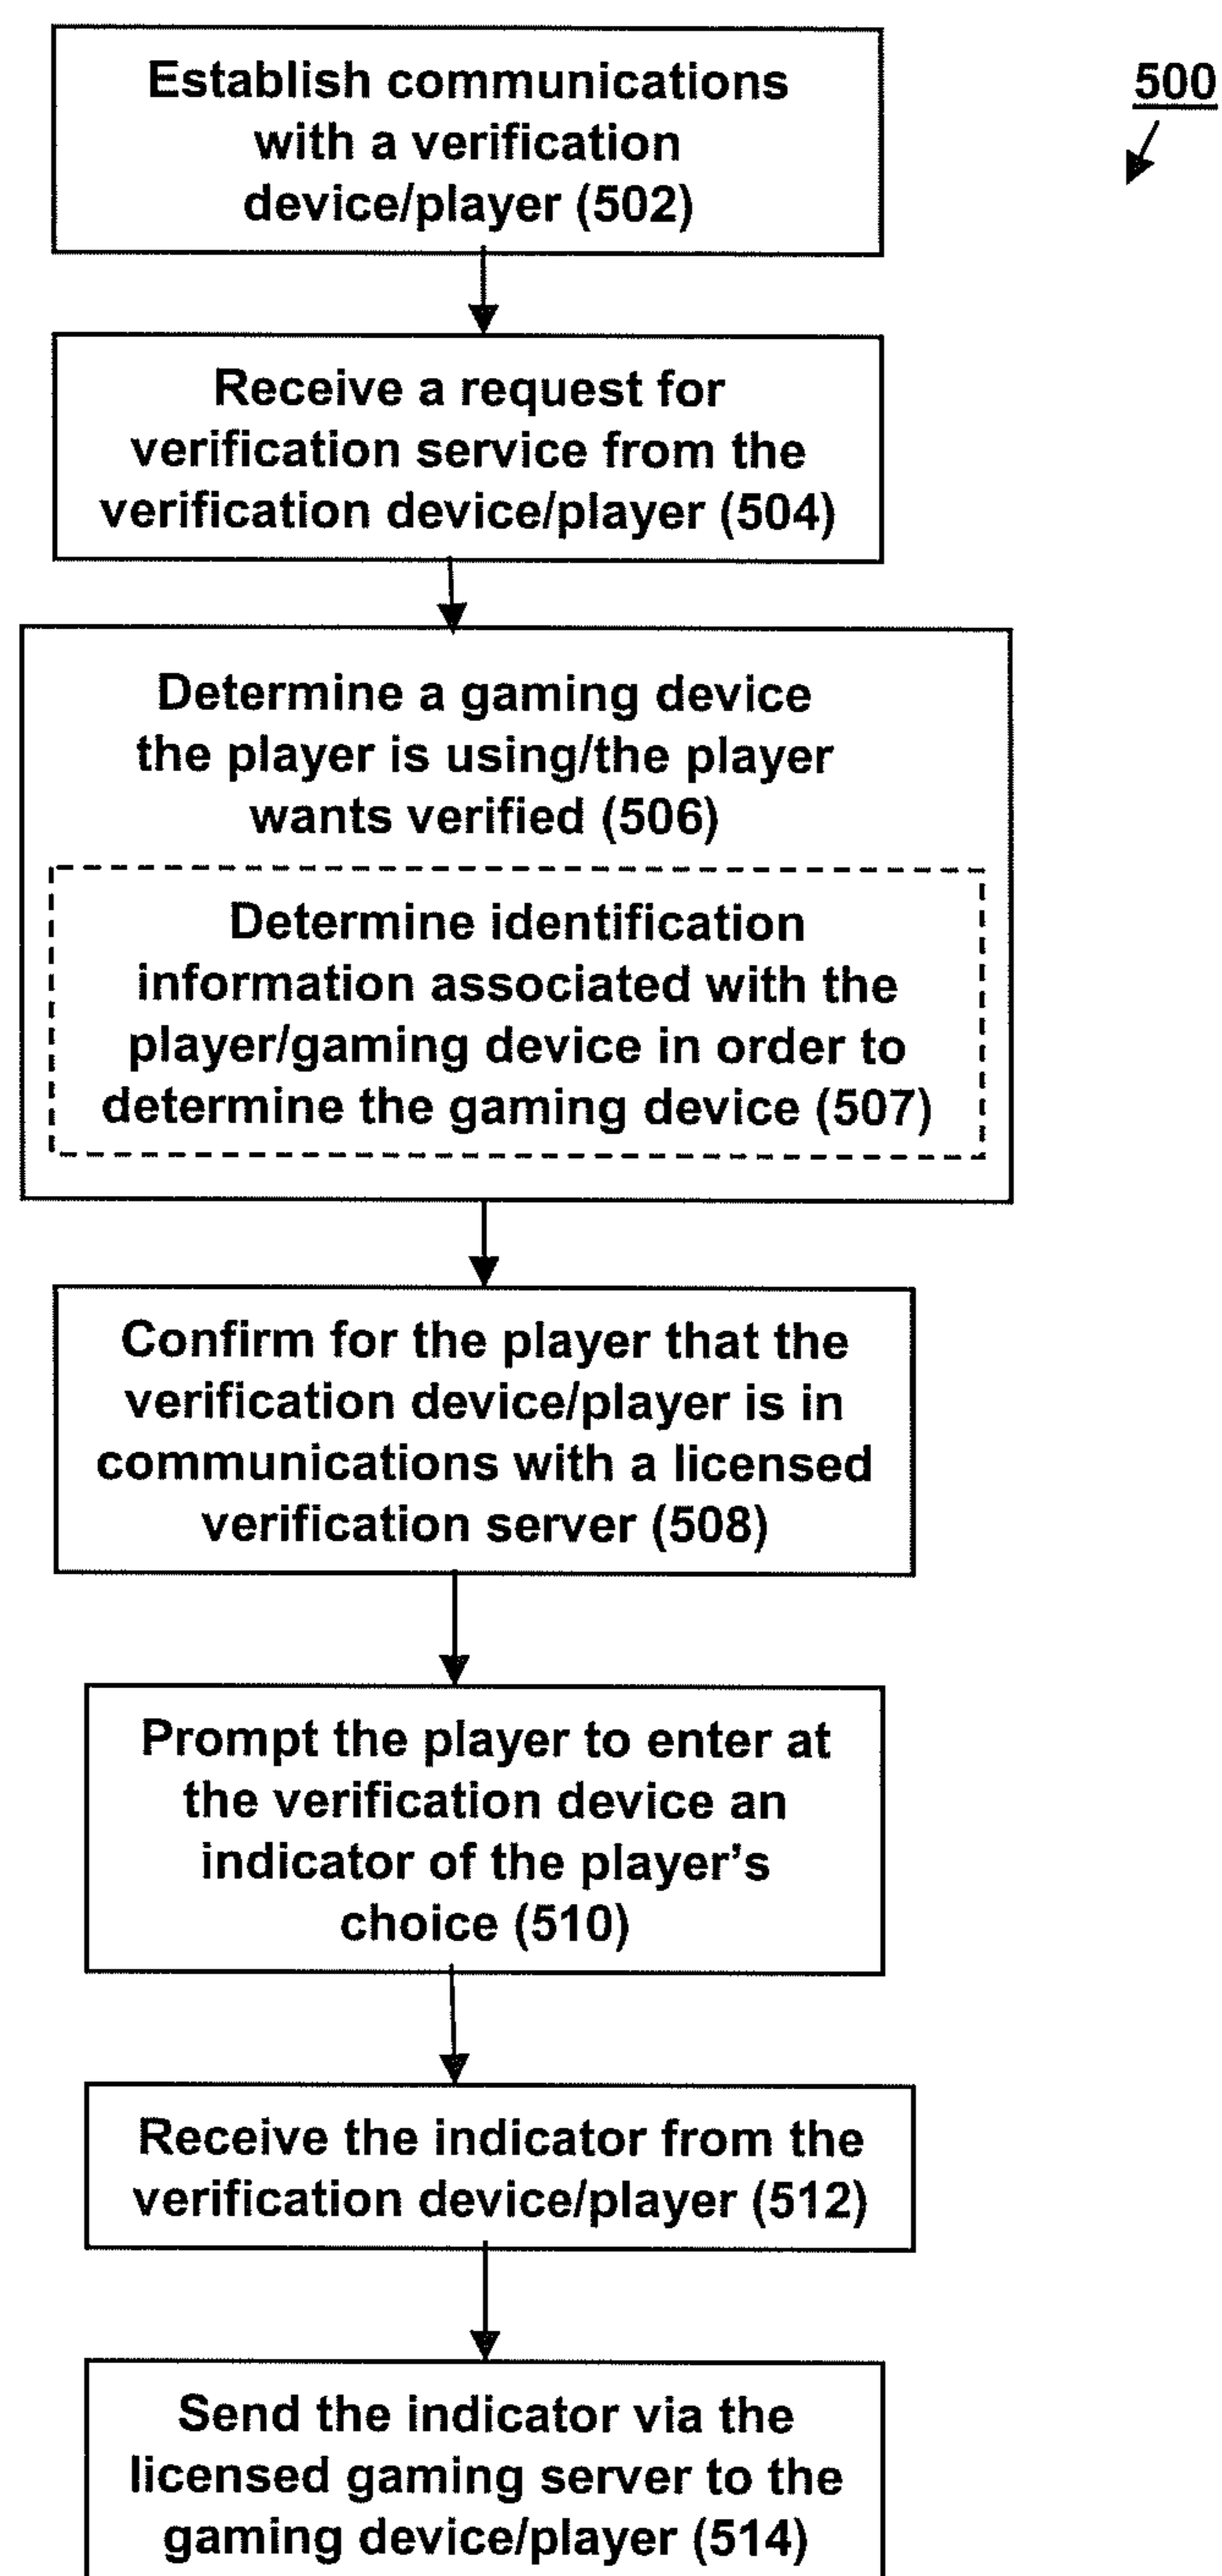 500
Establish communications
with a verification
device/player (502)
Receive a request for
verification service from the
verification device/player (504)
Determine a gaming device
the player is using/the player
wants verified (506)
Determine identification
information associated with the
player/gaming device in order to
determine the gaming device (507)
Confirm for the player that the
verification device/player is in
communications with a licensed
verification server (508)
Prompt the player to enter at
the verification device an
indicator of the player’s
choice (510)
Receive the indicator from the
verification device/player (512)
Send the indicator via the
licensed gaming server to the
gaming device/player (514)